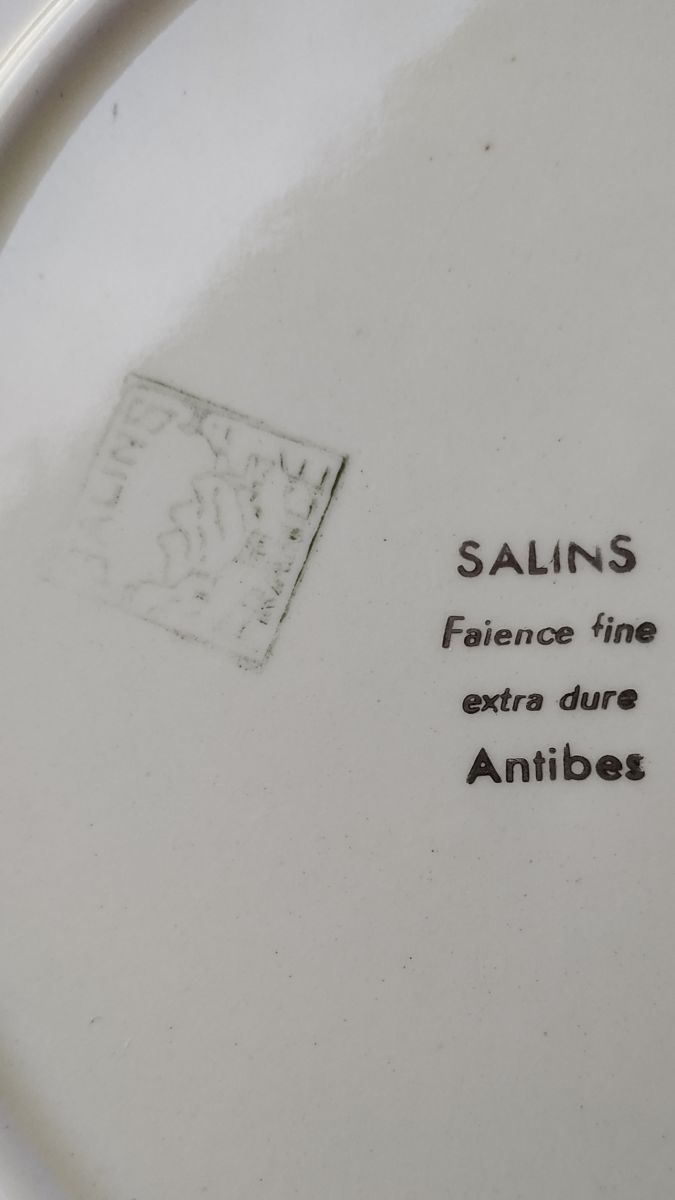 SALINS
Faience fine
extra dure
Antibes